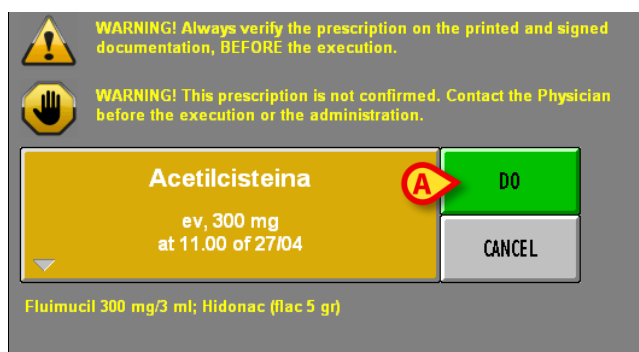 WARNING! Always verify the prescription on the printed and signed
documentation, BEFORE the execution.
WARNING! This prescription is not confirmed. Contact the Physician
before the execution or the administration.
Acetilcisteina
ev, 300 mg
at 11.00 of 27/04
A
DO
CANCEL
Fluimucil 300 mg/3 ml; Hidonac (flac 5 gr)